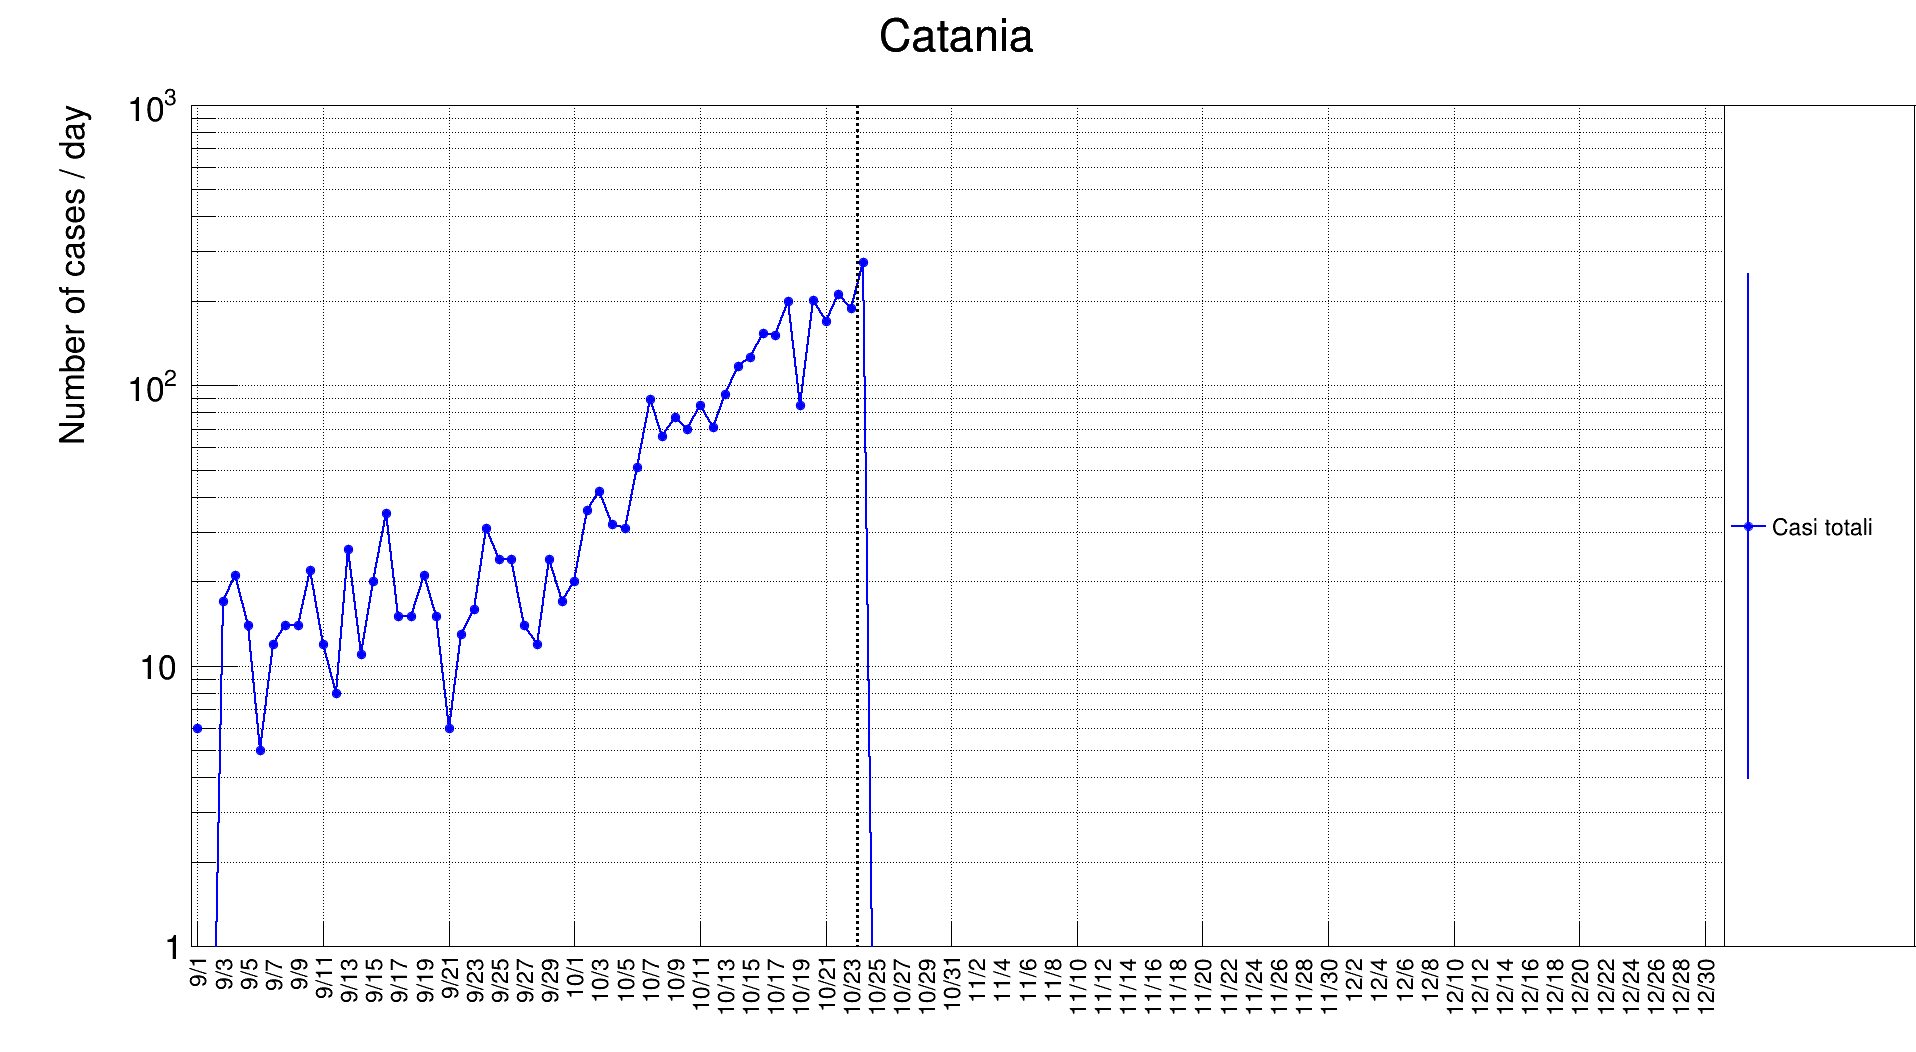 Catania
Number of cases / day
10³
10²
10
1
9/1 9/3 9/5 9/7 9/9 9/11 9/13 9/15 9/17 9/19 9/21 9/23 9/25 9/27 9/29 10/1 10/3 10/5 10/7 10/9 10/11 10/13 10/15 10/17 10/19 10/21 10/23 10/25 10/27 10/29 10/31 11/2 11/4 11/6 11/8 11/10 11/12 11/14 11/16 11/18 11/20 11/22 11/24 11/26 11/28 11/30 12/2 12/4 12/6 12/8 12/10 12/12 12/14 12/16 12/18 12/20 12/22 12/24 12/26 12/28 12/30
Casi totali